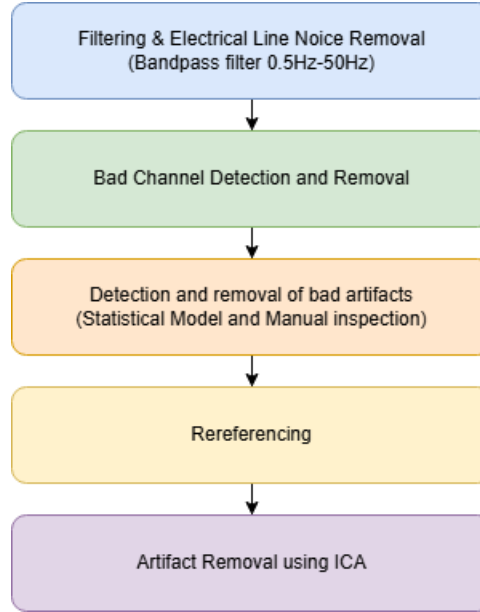 Filtering & Electrical Line Noice Removal
(Bandpass filter 0.5Hz-50Hz)
Bad Channel Detection and Removal
Detection and removal of bad artifacts
(Statistical Model and Manual inspection)
Rereferencing
Artifact Removal using ICA